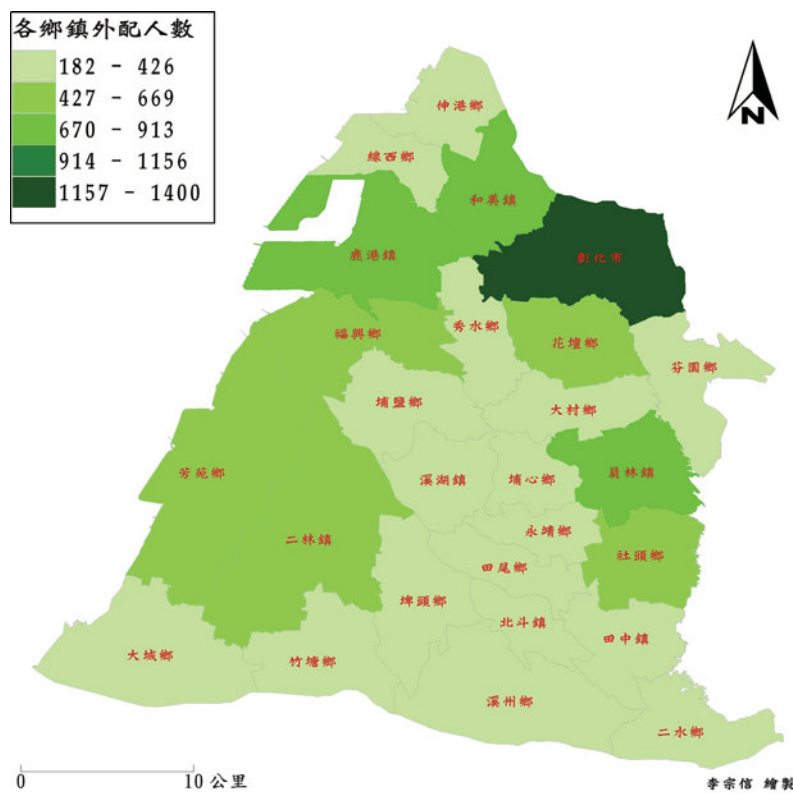 各鄉鎮外配人數
182 - 426
427 - 669
670 - 913
914 - 1156
1157 - 1400
N
伸港鄉
線西鄉
和美鎮
鹿港鎮
彰化市
秀水鄉
福興鄉
花壇鄉
芬園鄉
埔鹽鄉
大村鄉
芳苑鄉
溪湖鎮
埔心鄉
員林鎮
二林鎮
永靖鄉
社頭鄉
田尾鄉
埤頭鄉
北斗鎮
田中鎮
大城鄉
竹塘鄉
溪州鄉
二水鄉
0 10 公里
李宗信 繪製